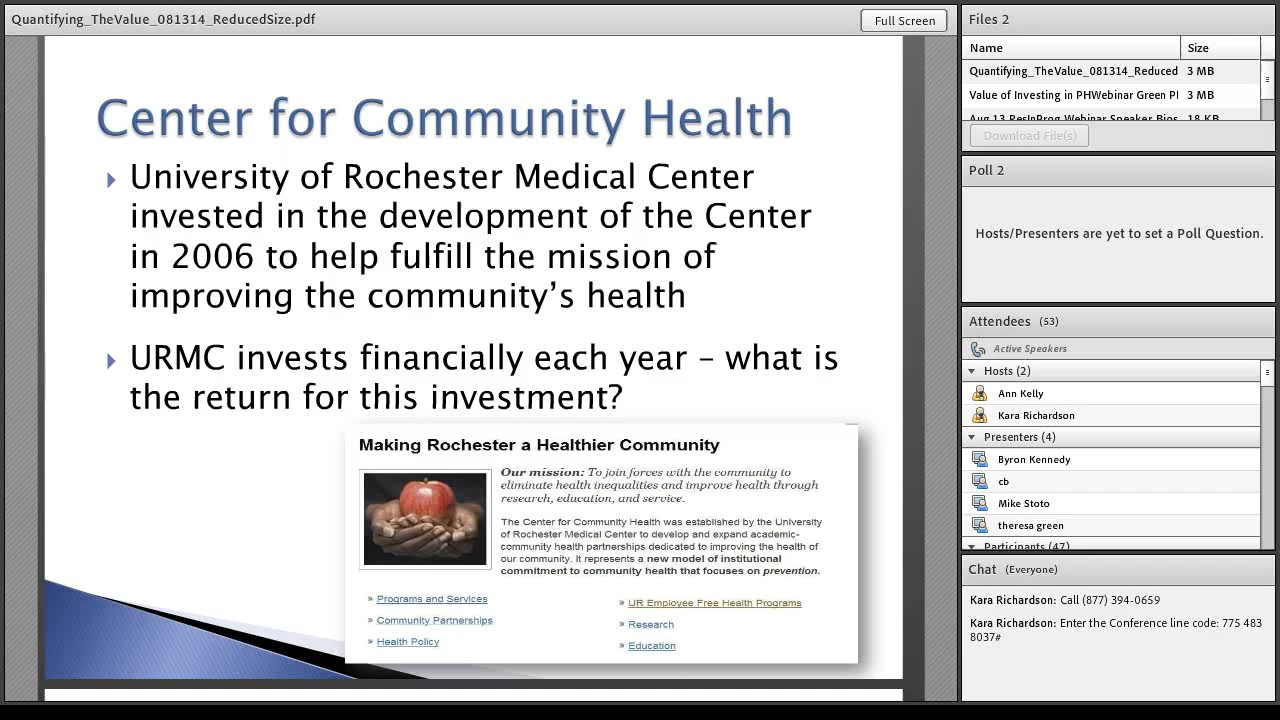 Quantifying_TheValue_081314_ReducedSize.pdf
Full Screen
Center for Community Health
University of Rochester Medical Center
invested in the development of the Center
in 2006 to help fulfill the mission of
improving the community's health
URMC invests financially each year – what is
the return for this investment?
Making Rochester a Healthier Community
Our mission: To join forces with the community to
eliminate health inequalities and improve health through
research, education, and service.
The Center for Community Health was established by the University
of Rochester Medical Center to develop and expand academic-
community health partnerships dedicated to improving the health of
our community. It represents a new model of institutional
commitment to community health that focuses on prevention.
» Programs and Services
» Community Partnerships
» Health Policy
» UR Employee Free Health Programs
» Research
» Education
Files 2
Name Size
Quantifying_TheValue_081314_Reduced 3 MB
Value of Investing in PHWebinar Green Pl 3 MB
Aug 13 ResInProg Webinar Speaker Bios 18 KB
Download File(s)
Poll 2
Hosts/Presenters are yet to set a Poll Question.
Attendees (53)
Active Speakers
Hosts (2)
Ann Kelly
Kara Richardson
Presenters (4)
Byron Kennedy
cb
Mike Stoto
theresa green
Participants (47)
Chat (Everyone)
Kara Richardson: Call (877) 394-0659
Kara Richardson: Enter the Conference line code: 775 483
8037#